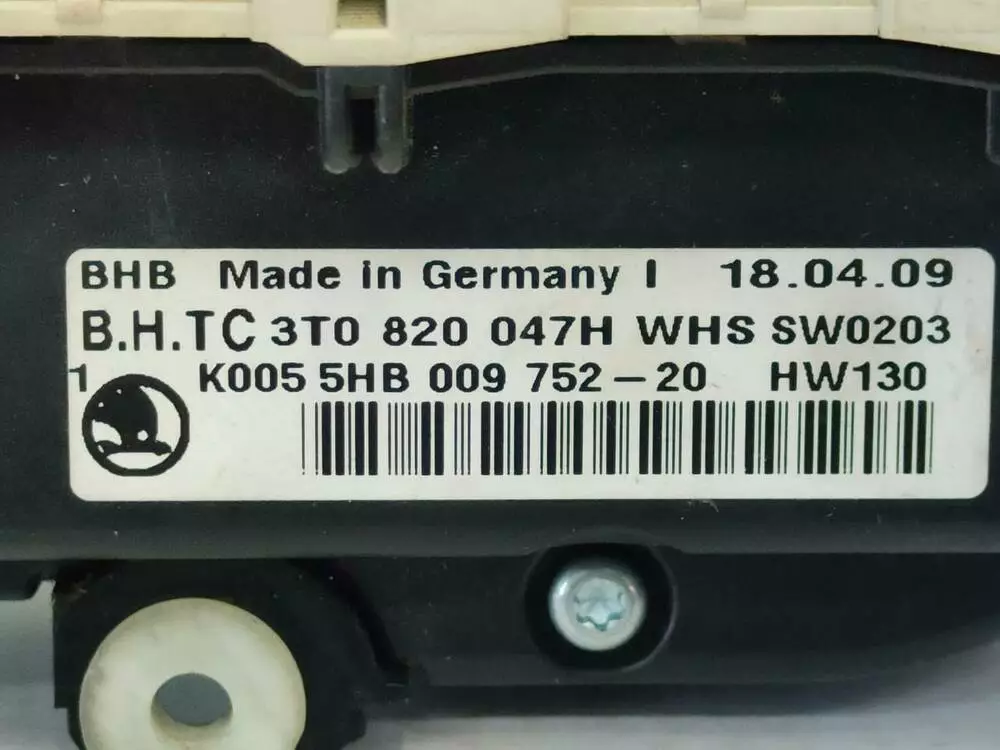 BHB Made in Germany I 18.04.09
B.H.TC 3T0 820 047H WHS SW0203
1 K005 5HB 009 752-20 HW130